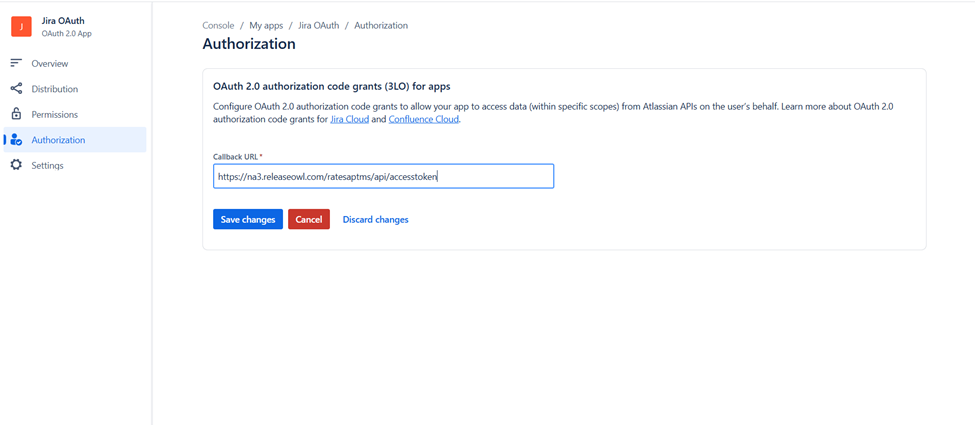 J
Jira OAuth
OAuth 2.0 App
Overview
Distribution
Permissions
Authorization
Settings
Console / My apps / Jira OAuth / Authorization
Authorization
OAuth 2.0 authorization code grants (3LO) for apps
Configure OAuth 2.0 authorization code grants to allow your app to access data (within specific scopes) from Atlassian APIs on the user's behalf. Learn more about OAuth 2.0
authorization code grants for Jira Cloud and Confluence Cloud.
Callback URL *
https://na3.releaseowl.com/ratesaptms/api/accesstoken
Save changes Cancel Discard changes